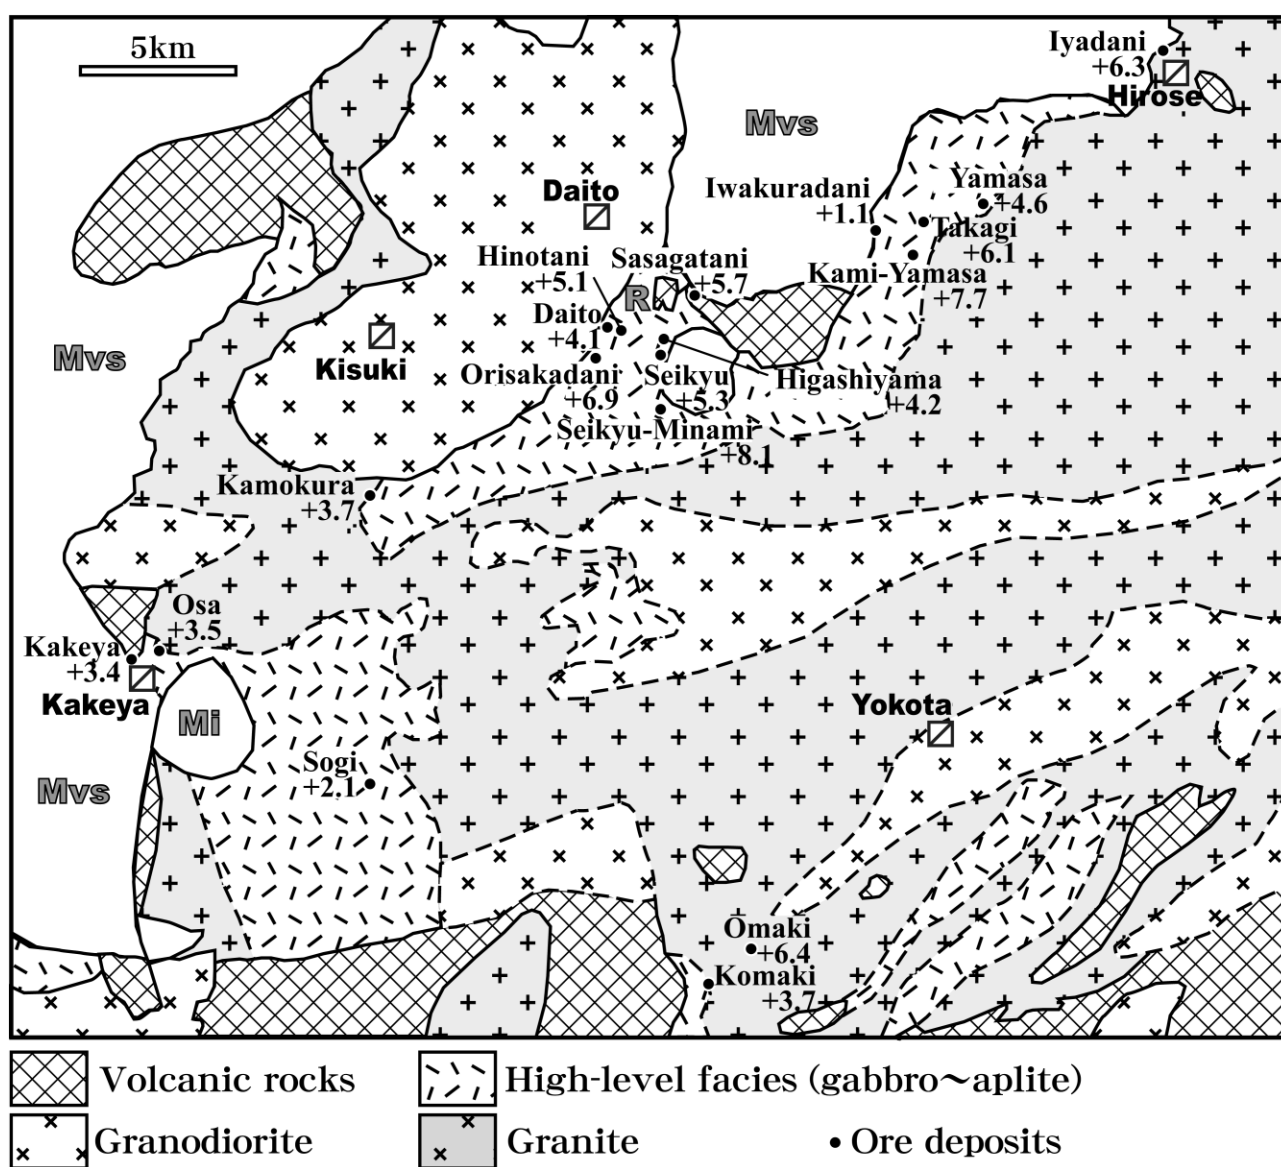 5km
Iyadani
+6.3
Hirose
Mvs
Daito
Iwakuradani
+1.1
Yamasa
+4.6
Takagi
+6.1
Kami-Yamasa
+7.7
Hinotani
+5.1
Sasagatani
+5.7
R
Daito
+4.1
Mvs
Kisuki
Orisakadani
+6.9
Seikyu
+5.3
Higashiyama
+4.2
Seikyu-Minami
+8.1
Kamokura
+3.7
Osa
+3.5
Kakeya
+3.4
Kakeya
Mi
Yokota
Sogi
+2.1
Mvs
Ōmaki
+6.4
Komaki
+3.7
Volcanic rocks
High-level facies (gabbro～aplite)
Granodiorite
Granite
Ore deposits